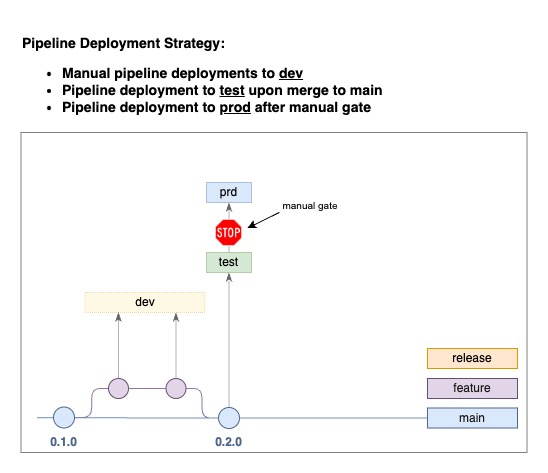 Pipeline Deployment Strategy:
• Manual pipeline deployments to dev
• Pipeline deployment to test upon merge to main
• Pipeline deployment to prod after manual gate
prd
manual gate
STOP
test
dev
release
feature
main
0.1.0
0.2.0